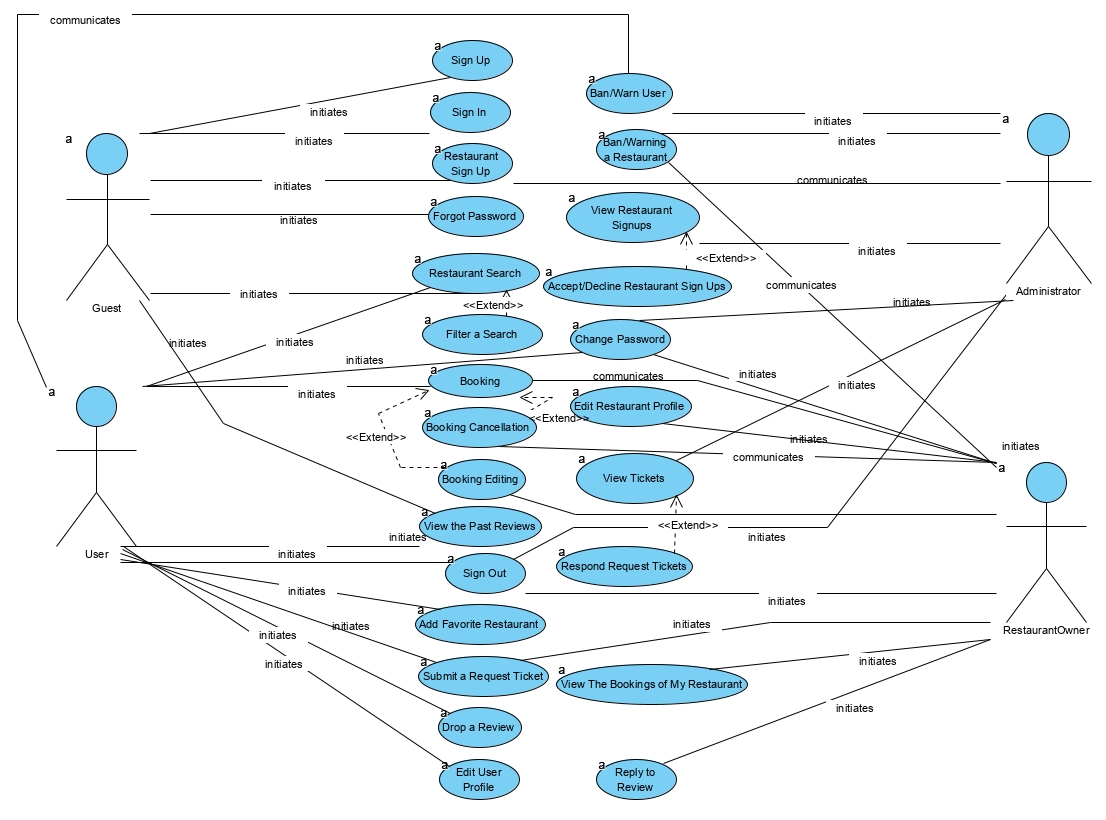 communicates
a
Sign Up
a
Ban/Warn User
initiates
a
Sign In
initiates
a
a
initiates
a
Ban/Warning
a Restaurant
initiates
a
Restaurant
Sign Up
initiates
communicates
a
Forgot Password
initiates
a
View Restaurant
Signups
initiates
<<Extend>>
a
Restaurant Search
a
Accept/Decline Restaurant Sign Ups
communicates
initiates
Guest
Administrator
<<Extend>>
initiates
a
Filter a Search
a
Change Password
initiates
initiates
initiates
a
Booking
communicates
initiates
initiates
initiates
a
a
Edit Restaurant Profile
a
Booking Cancellation
<<Extend>>
<<Extend>>
initiates
initiates
communicates
a
a
Booking Editing
a
View Tickets
a
View the Past Reviews
<<Extend>>
initiates
initiates
User
initiates
a
Sign Out
a
Respond Request Tickets
initiates
initiates
a
Add Favorite Restaurant
initiates
initiates
initiates
RestaurantOwner
initiates
a
Submit a Request Ticket
a
View The Bookings of My Restaurant
initiates
a
Drop a Review
initiates
a
Edit User
Profile
a
Reply to
Review